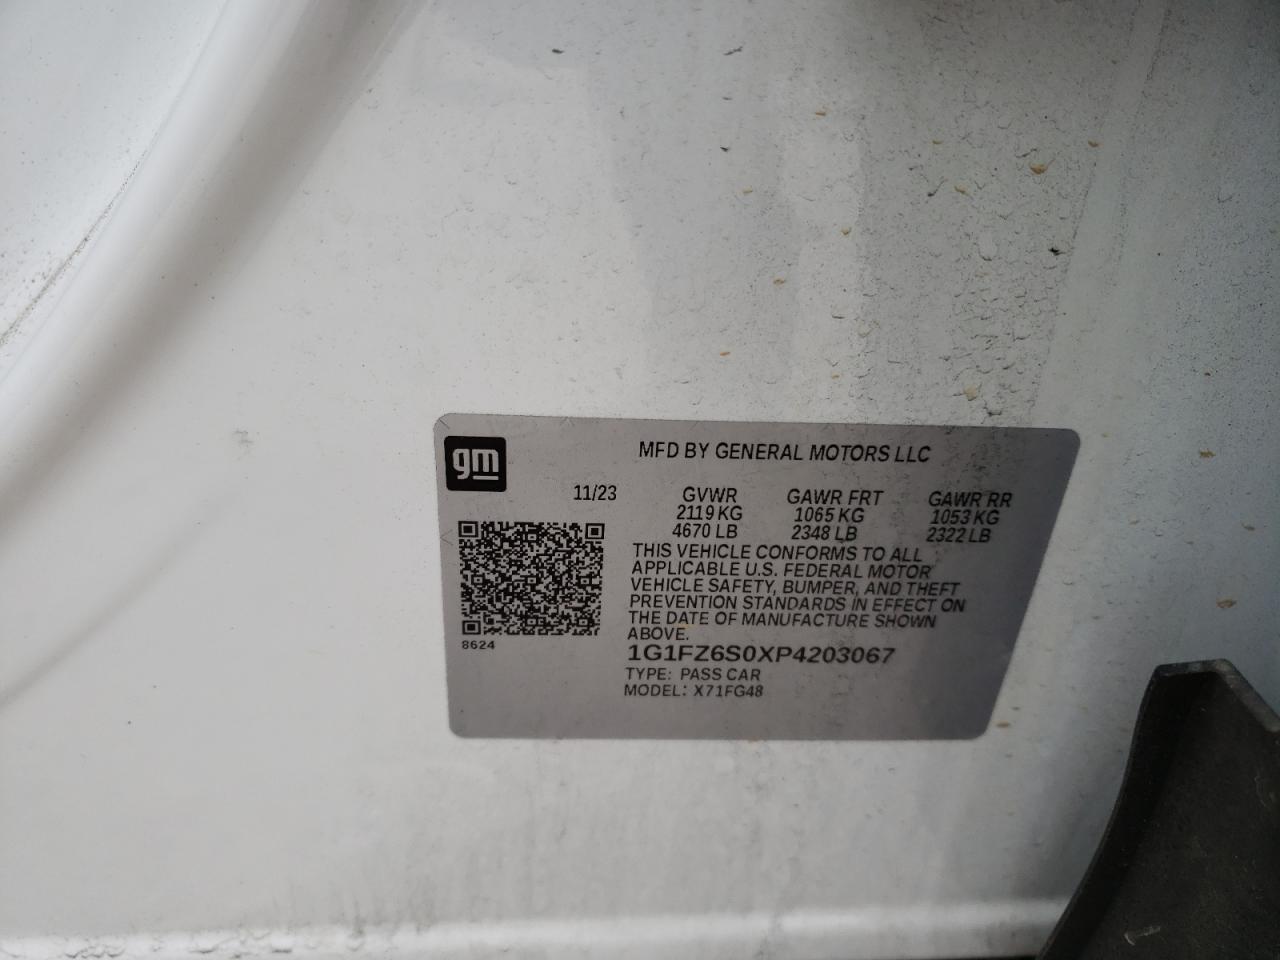 gm
MFD BY GENERAL MOTORS LLC
11/23 GVWR GAWR FRT GAWR RR
2119 KG 1065 KG 1053 KG
4670 LB 2348 LB 2322 LB
THIS VEHICLE CONFORMS TO ALL
APPLICABLE U.S. FEDERAL MOTOR
VEHICLE SAFETY, BUMPER, AND THEFT
PREVENTION STANDARDS IN EFFECT ON
THE DATE OF MANUFACTURE SHOWN
ABOVE.
8624
1G1FZ6S0XP4203067
TYPE: PASS CAR
MODEL: X71FG48